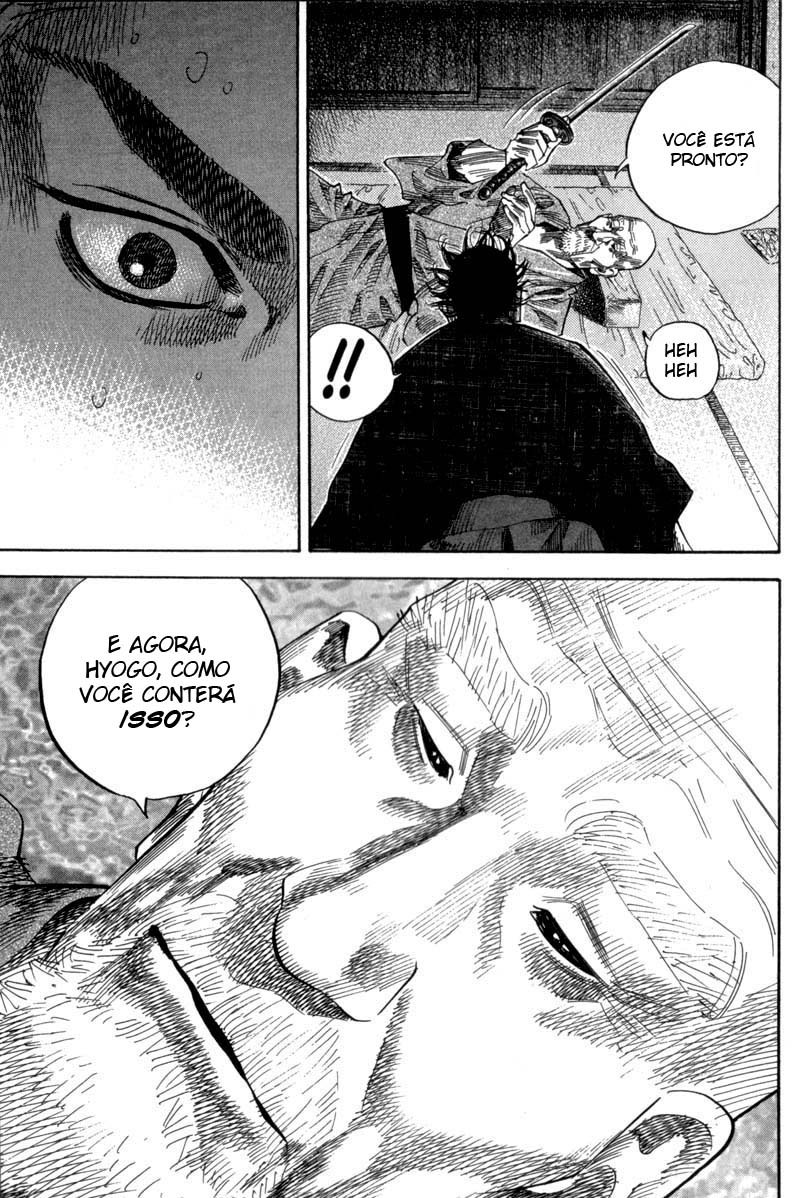 VOCÊ ESTÁ
PRONTO?
HEH
HEH
!!
E AGORA,
HYOGO, COMO
VOCÊ CONTERÁ
ISSO?